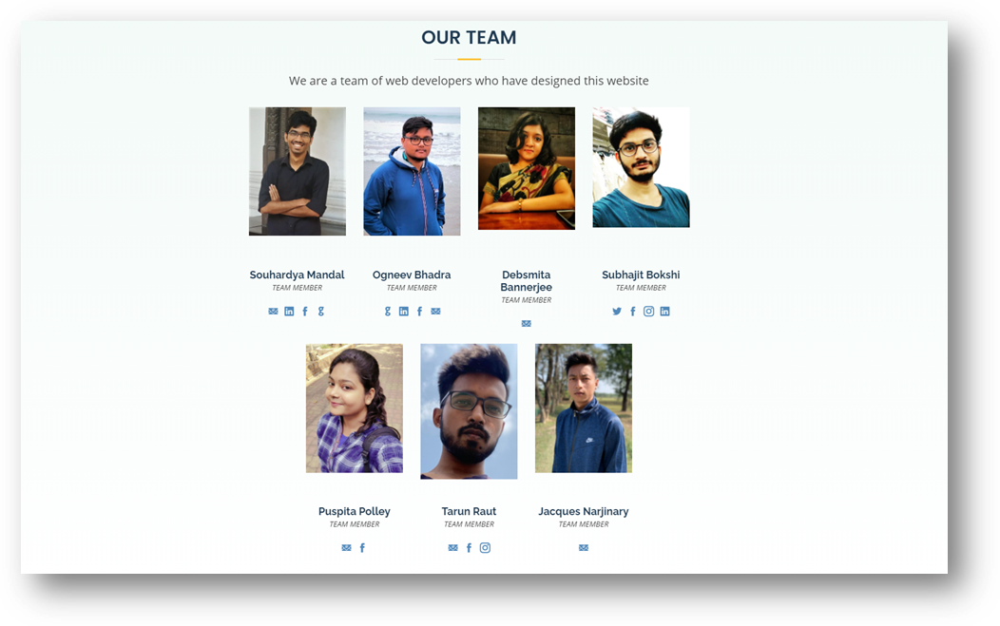 OUR TEAM
We are a team of web developers who have designed this website
Souhardya Mandal
TEAM MEMBER
Ogneev Bhadra
TEAM MEMBER
Debsmita
Bannerjee
TEAM MEMBER
Subhajit Bokshi
TEAM MEMBER
Puspita Polley
TEAM MEMBER
Tarun Raut
TEAM MEMBER
Jacques Narjinary
TEAM MEMBER